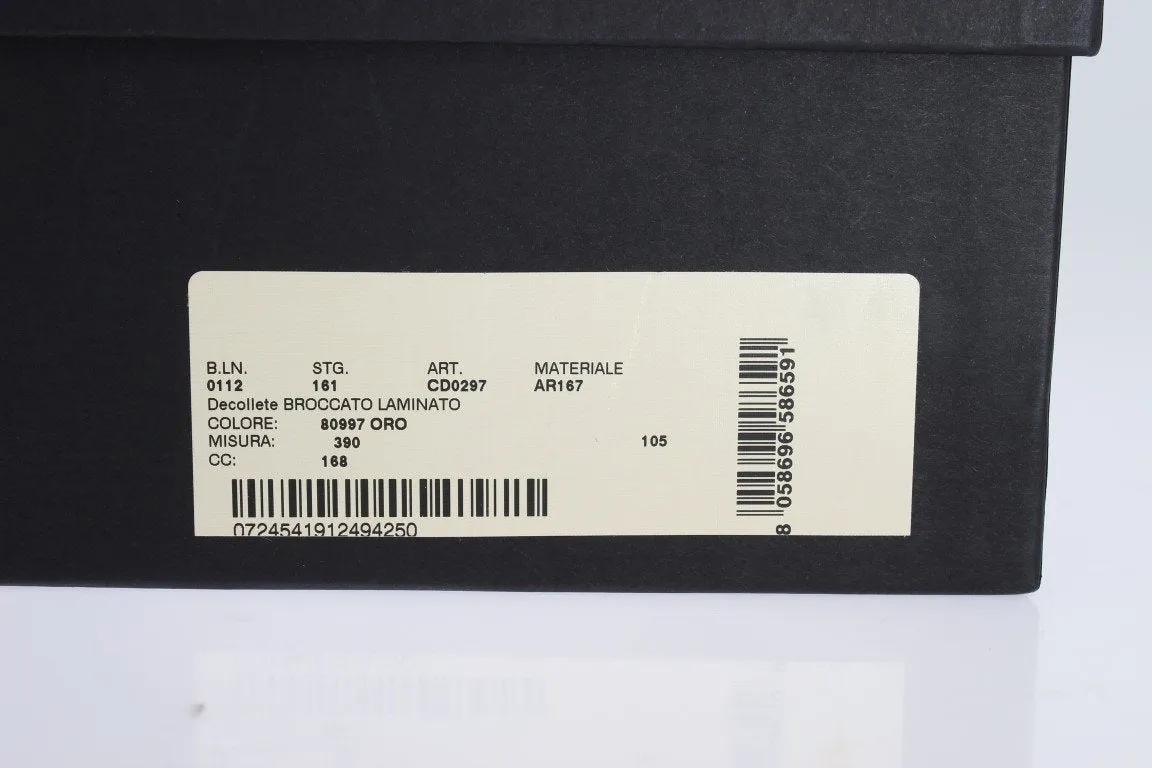 B.LN. STG. ART. MATERIALE
0112 161 CD0297 AR167
Decollete BROCCATO LAMINATO
COLORE: 80997 ORO
MISURA: 390 105
CC: 168
0724541912494250
8 058696 586591